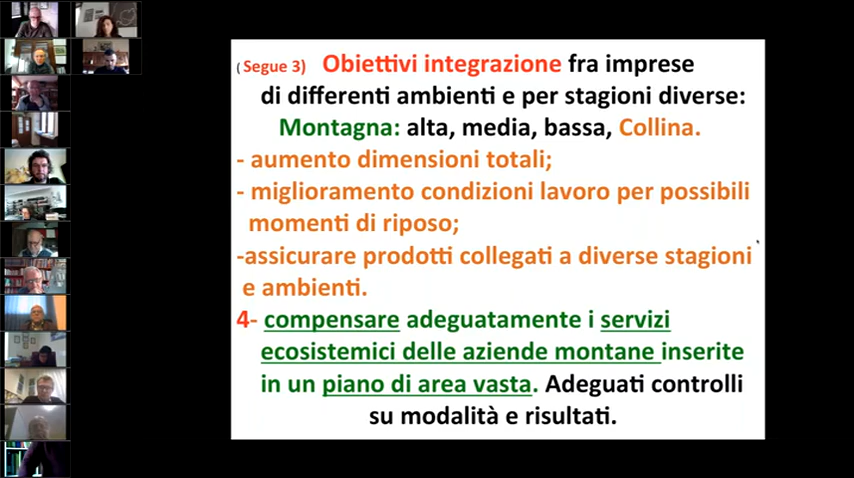 ( Segue 3) Obiettivi integrazione fra imprese
di differenti ambienti e per stagioni diverse:
Montagna: alta, media, bassa, Collina.
- aumento dimensioni totali;
- miglioramento condizioni lavoro per possibili
momenti di riposo;
-assicurare prodotti collegati a diverse stagioni
e ambienti.
4- compensare adeguatamente i servizi
ecosistemici delle aziende montane inserite
in un piano di area vasta. Adeguati controlli
su modalità e risultati.